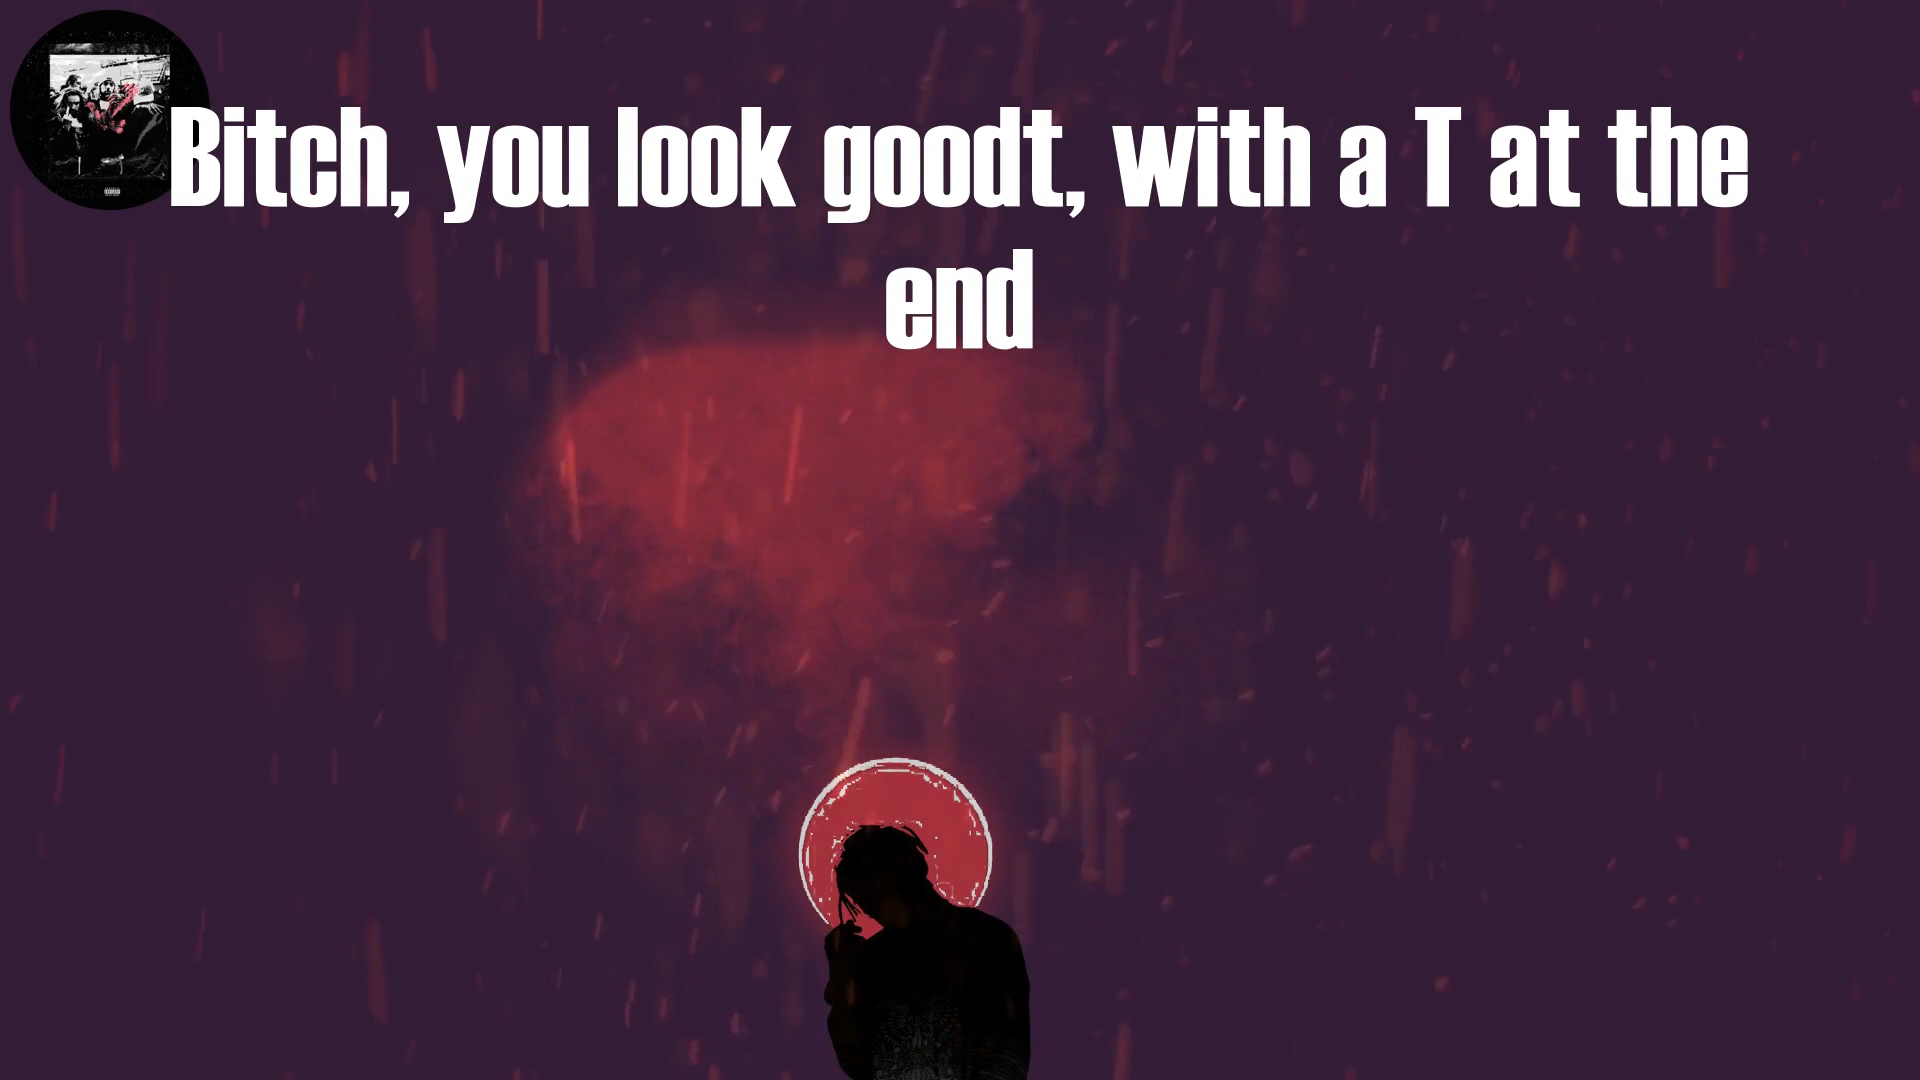 Bitch, you look goodt, with a T at the
end